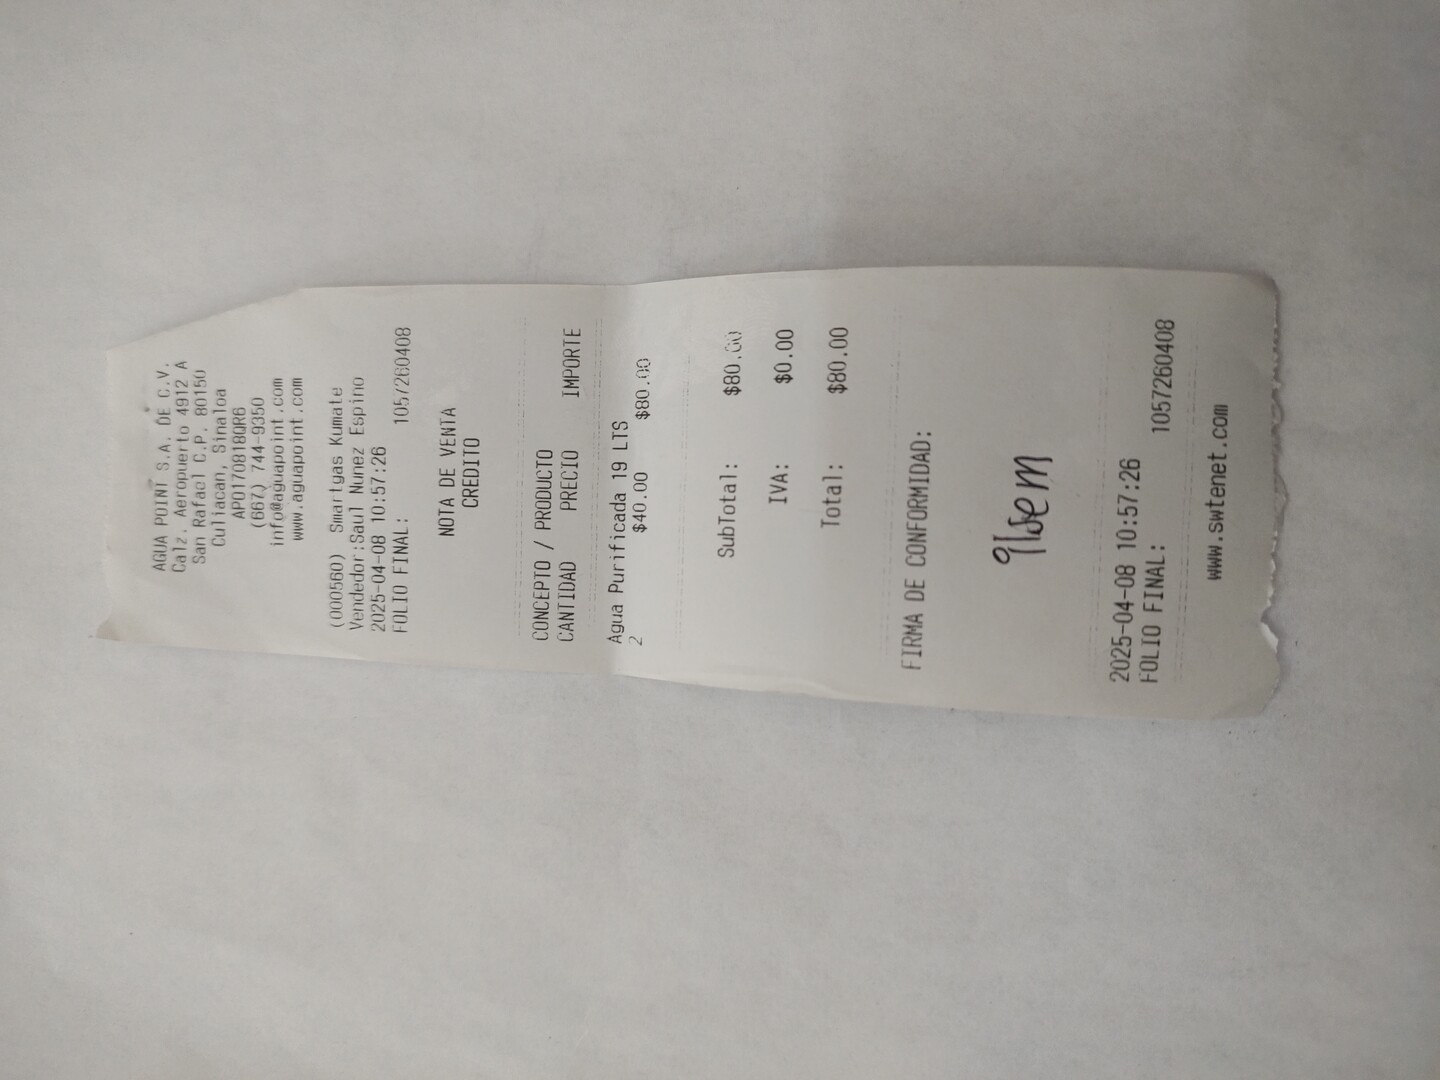 AGUA POINT S.A. DE C.V.
Calz. Aeropuerto 4912 A
San Rafael C.P. 80150
Culiacan, Sinaloa
APO170818QR6
(667) 744-9350
info@aguapoint.com
www.aguapoint.com
(000560) Smartgas Kumate
Vendedor:Saul Nunez Espino
2025-04-08 10:57:26
FOLIO FINAL: 1057260408
NOTA DE VENTA
CREDITO
CONCEPTO / PRODUCTO
CANTIDAD PRECIO IMPORTE
Agua Purificada 19 LTS
2 $40.00 $80.00
SubTotal: $80.00
IVA: $0.00
Total: $80.00
FIRMA DE CONFORMIDAD:
2025-04-08 10:57:26
FOLIO FINAL: 1057260408
www.swtenet.com